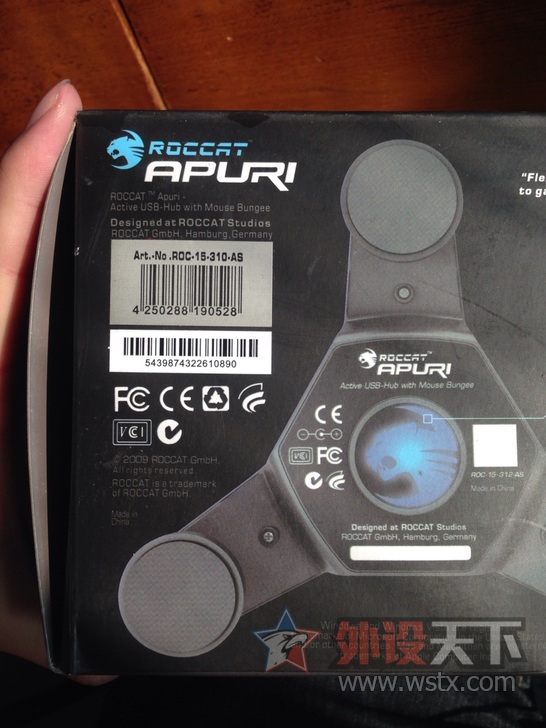 ROCCAT
APURI
ROCCAT™ Apuri -
Active USB-Hub with Mouse Bungee
Designed at ROCCAT Studios
ROCCAT GmbH, Hamburg, Germany
Art.-No .ROC-15-310-AS
4 250288 190528
5439874322610890
FC CE
VCI
© 2009 ROCCAT GmbH.
All rights reserved.
ROCCAT is a trademark
of ROCCAT GmbH
Made in
China
"Fle
to ga
ROCCAT™
APURI
Active USB-Hub with Mouse Bungee
CE
VCI FC
ROC-15-312-AS
Made in China
Designed at ROCCAT Studios
ROCCAT GmbH, Hamburg, Germany
外设天下
www.wstx.com